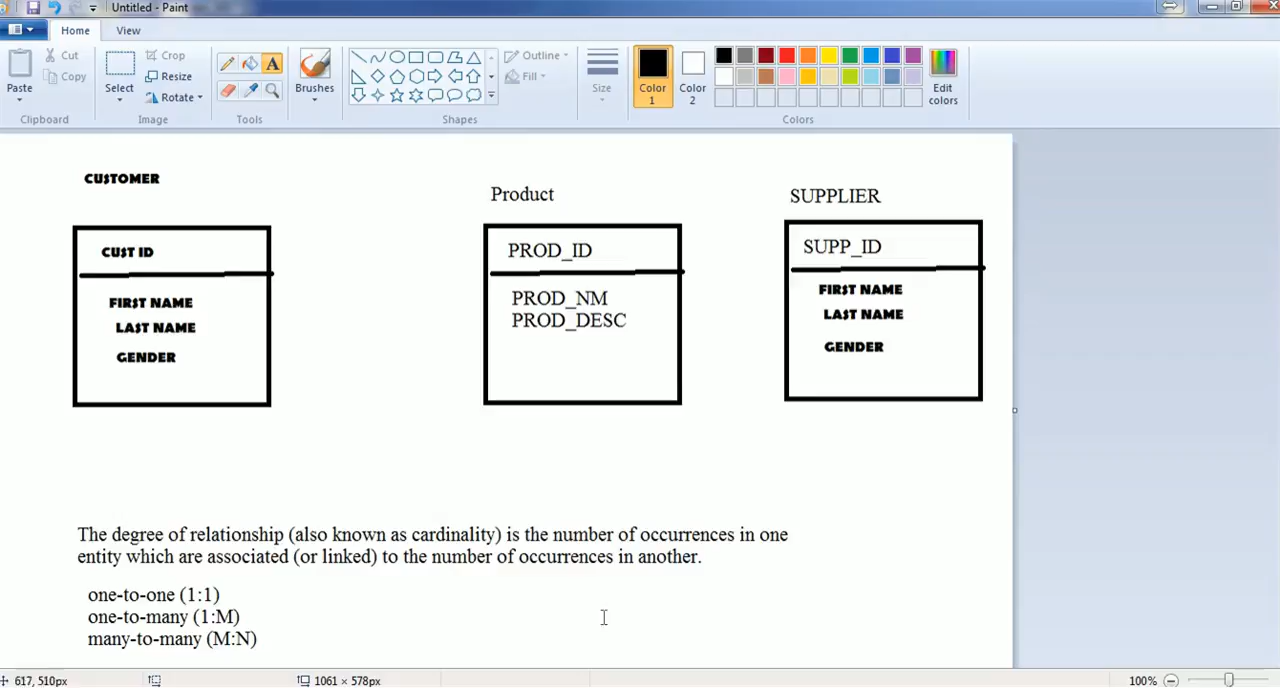 Untitled - Paint
Home
View
Paste
Cut
Copy
Clipboard
Select
Crop
Resize
Rotate
Image
Tools
Brushes
Outline
Fill
Shapes
Size
Color
1
Color
2
Edit
colors
Colors
CUSTOMER
CUST ID
FIRST NAME
LAST NAME
GENDER
Product
PROD_ID
PROD_NM
PROD_DESC
SUPPLIER
SUPP_ID
FIRST NAME
LAST NAME
GENDER
The degree of relationship (also known as cardinality) is the number of occurrences in one
entity which are associated (or linked) to the number of occurrences in another.
one-to-one (1:1)
one-to-many (1:M)
many-to-many (M:N)
617, 510px
1061 × 578px
100%